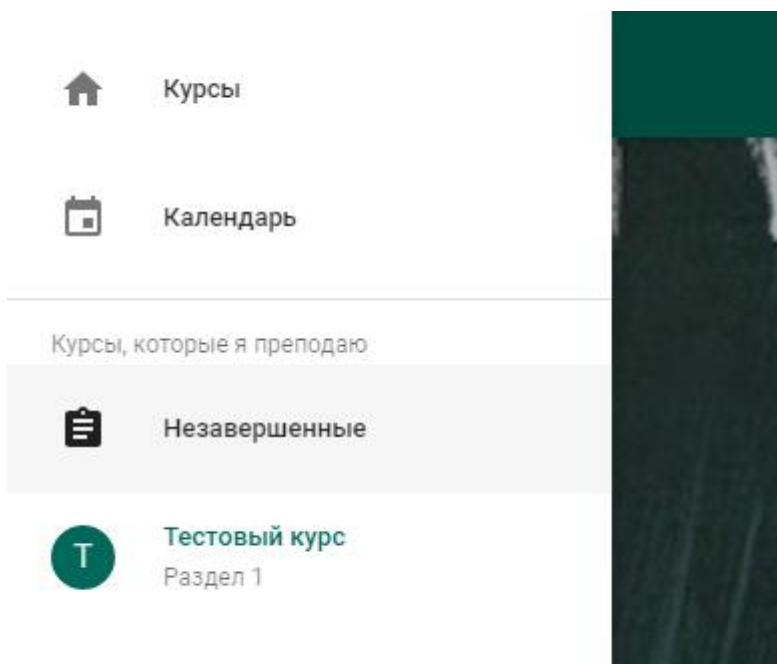 Курсы
Календарь
Курсы, которые я преподаю
Незавершенные
Т
Тестовый курс
Раздел 1